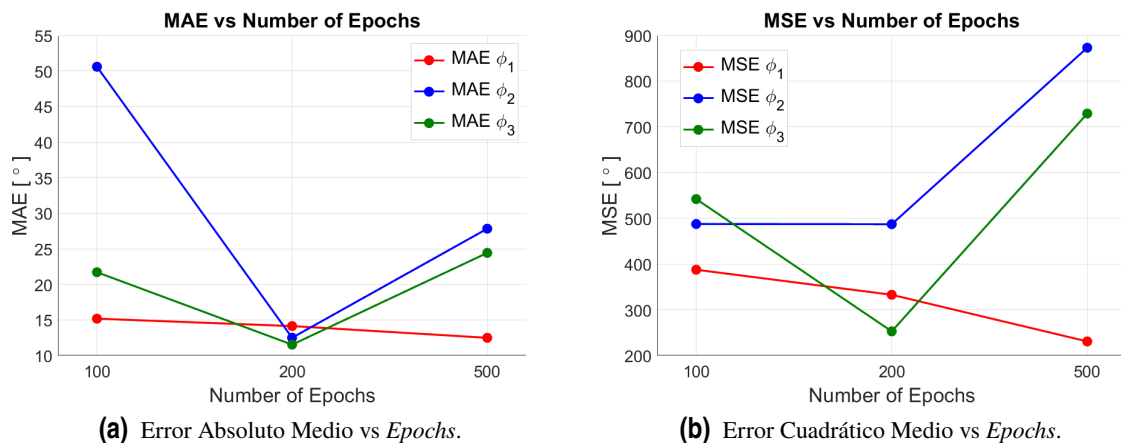 MAE vs Number of Epochs
55
50
45
40
35
30
25
20
15
10
MAE [ ° ]
100
200
500
Number of Epochs
MAE ϕ1
MAE ϕ2
MAE ϕ3
(a) Error Absoluto Medio vs Epochs.
MSE vs Number of Epochs
900
800
700
600
500
400
300
200
MSE [ ° ]
100
200
500
Number of Epochs
MSE ϕ1
MSE ϕ2
MSE ϕ3
(b) Error Cuadrático Medio vs Epochs.